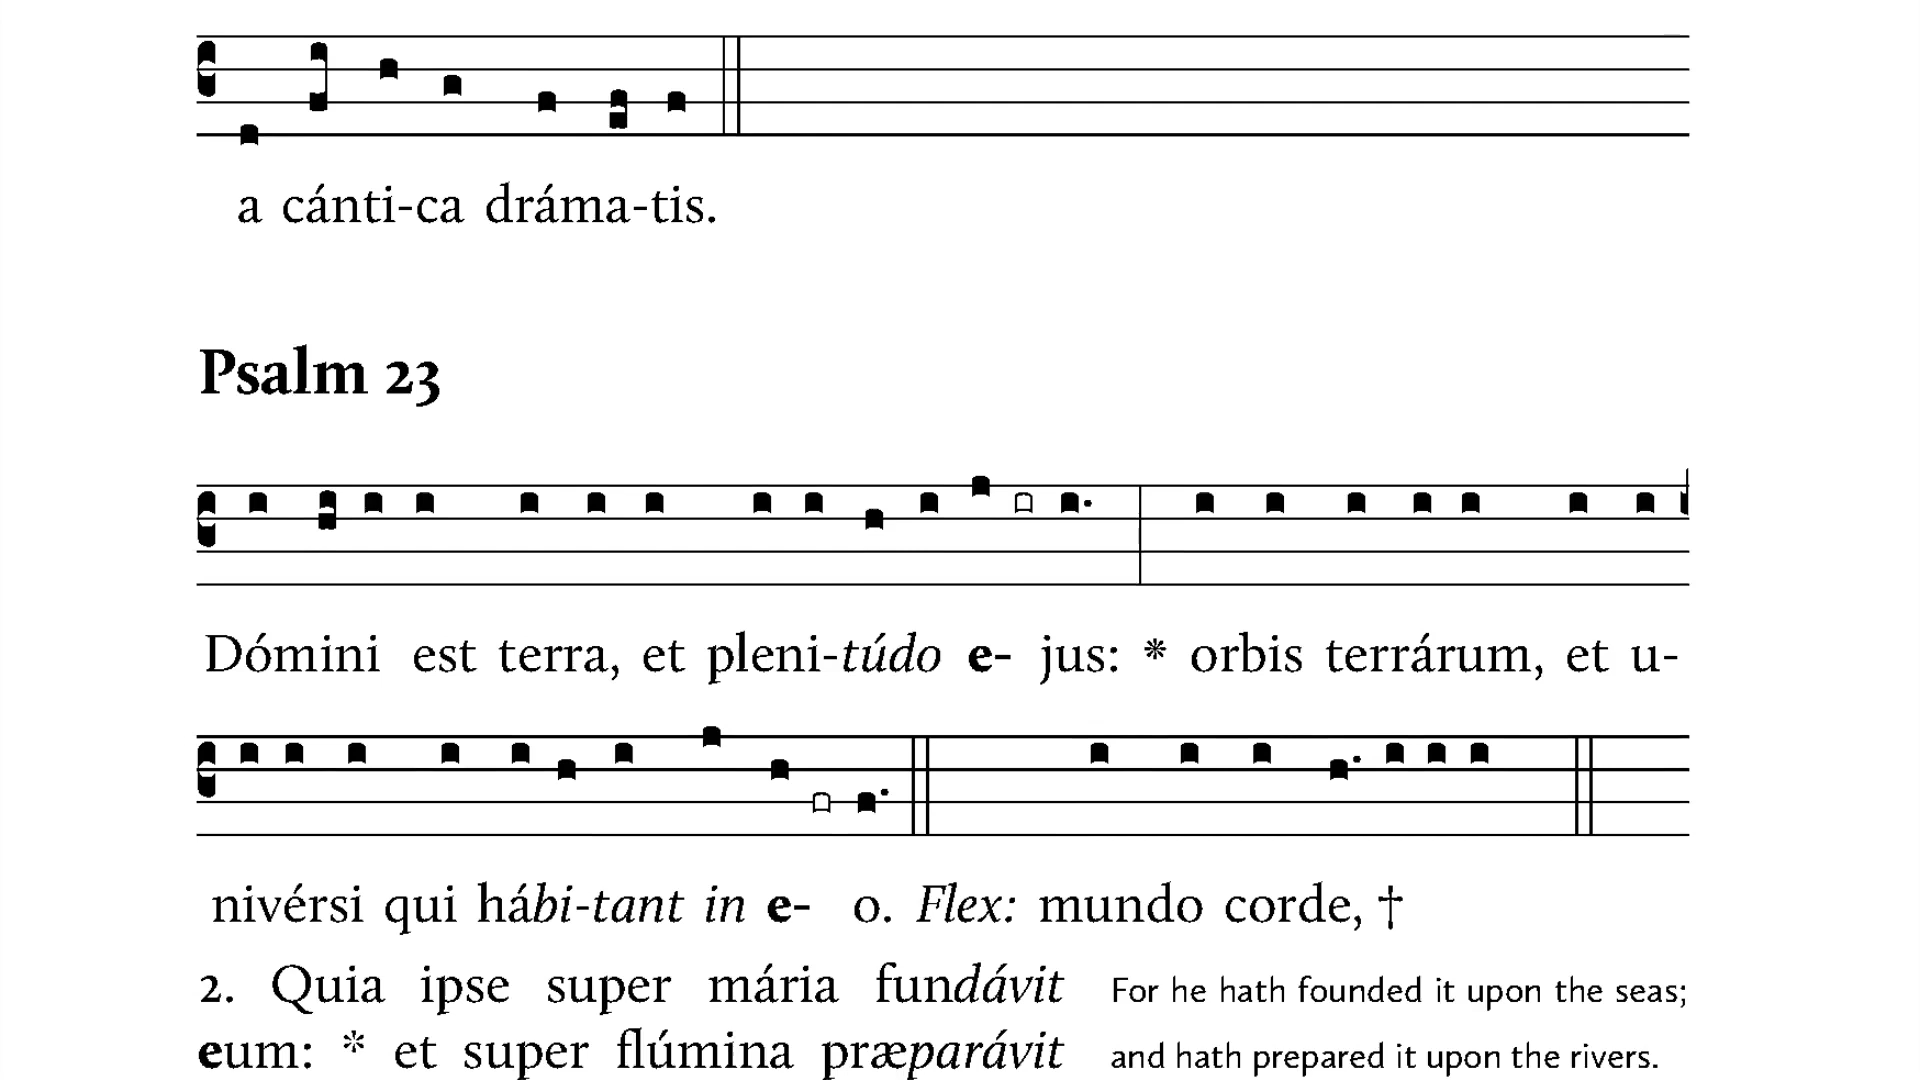 a cánti-ca dráma-tis.
Psalm 23
Dómini est terra, et pleni-túdo e- jus: * orbis terrárum, et u-
nivérsi qui hábi-tant in e- o. Flex: mundo corde, †
2. Quia ipse super mária fundávit
eum: * et super flúmina præparávit
For he hath founded it upon the seas;
and hath prepared it upon the rivers.